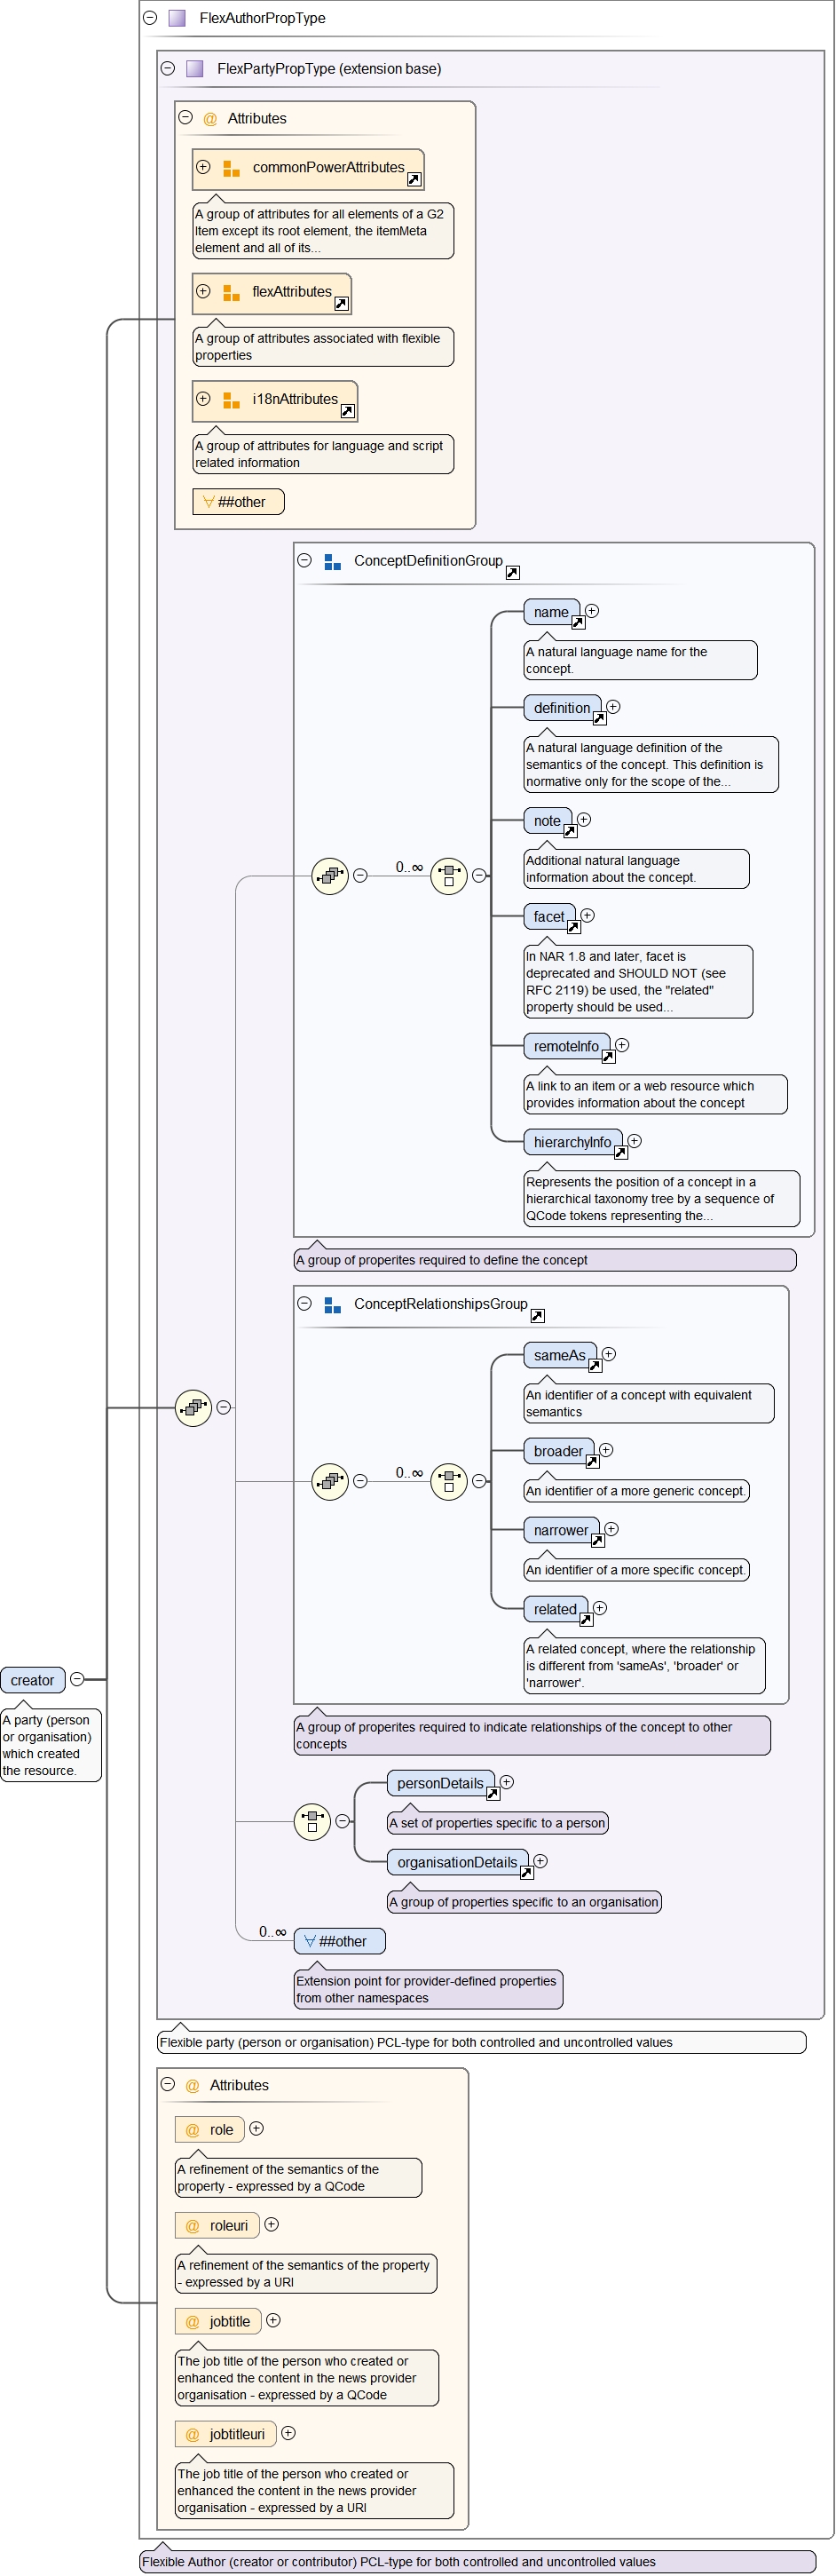 FlexAuthorPropType
FlexPartyPropType (extension base)
@ Attributes
commonPowerAttributes
A group of attributes for all elements of a G2
Item except its root element, the itemMeta
element and all of its...
flexAttributes
A group of attributes associated with flexible
properties
i18nAttributes
A group of attributes for language and script
related information
##other
ConceptDefinitionGroup
name
A natural language name for the
concept.
definition
A natural language definition of the
semantics of the concept. This definition is
normative only for the scope of the...
note
0..∞
Additional natural language
information about the concept.
facet
In NAR 1.8 and later, facet is
deprecated and SHOULD NOT (see
RFC 2119) be used, the "related"
property should be used...
remoteInfo
A link to an item or a web resource which
provides information about the concept
hierarchyInfo
Represents the position of a concept in a
hierarchical taxonomy tree by a sequence of
QCode tokens representing the...
A group of properites required to define the concept
ConceptRelationshipsGroup
sameAs
An identifier of a concept with equivalent
semantics
broader
0..∞
An identifier of a more generic concept.
narrower
An identifier of a more specific concept.
related
A related concept, where the relationship
is different from 'sameAs', 'broader' or
'narrower'.
creator
A party (person
or organisation)
which created
the resource.
A group of properites required to indicate relationships of the concept to other
concepts
personDetails
A set of properties specific to a person
organisationDetails
A group of properties specific to an organisation
0..∞
##other
Extension point for provider-defined properties
from other namespaces
Flexible party (person or organisation) PCL-type for both controlled and uncontrolled values
@ Attributes
@ role
A refinement of the semantics of the
property - expressed by a QCode
@ roleuri
A refinement of the semantics of the property
- expressed by a URI
@ jobtitle
The job title of the person who created or
enhanced the content in the news provider
organisation - expressed by a QCode
@ jobtitleuri
The job title of the person who created or
enhanced the content in the news provider
organisation - expressed by a URI
Flexible Author (creator or contributor) PCL-type for both controlled and uncontrolled values